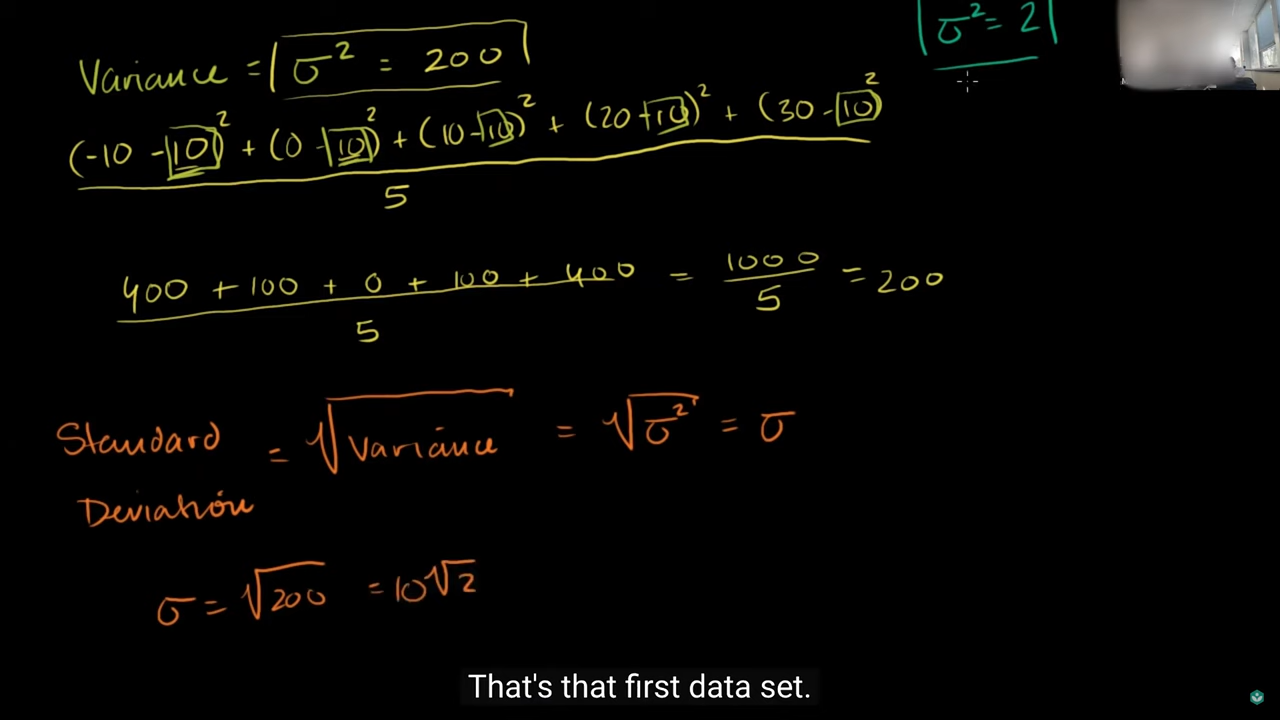 σ² = 2
Variance = σ² = 200
(-10 - 10)² + (0 - 10)² + (10 - 10)² + (20 - 10)² + (30 - 10)²
5
400 + 100 + 0 + 100 + 400 = 1000 = 200
5 5
Standard = √Variance = √σ² = σ
Deviation
σ = √200 = 10√2
That's that first data set.